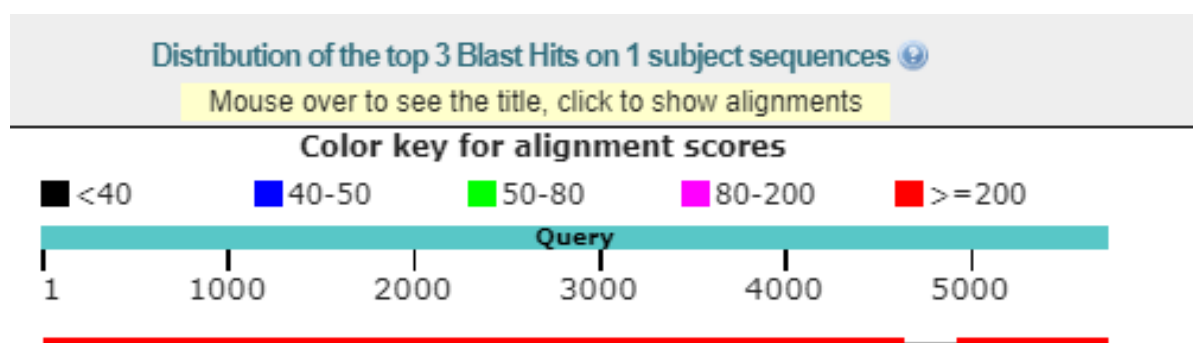 Distribution of the top 3 Blast Hits on 1 subject sequences
Mouse over to see the title, click to show alignments
Color key for alignment scores
<40 40-50 50-80 80-200 >=200
Query
1 1000 2000 3000 4000 5000